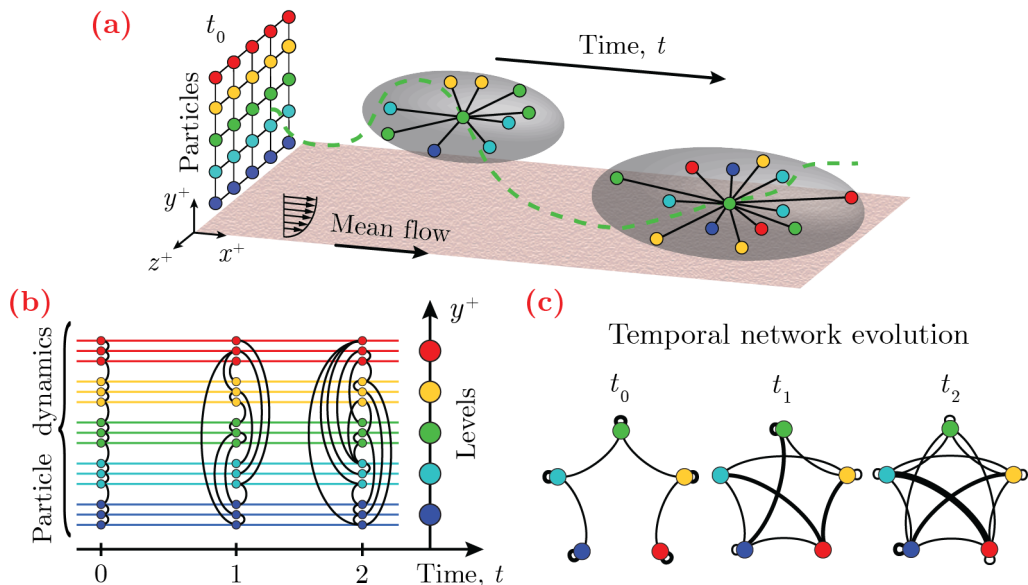 (a)
t₀
Time, t
Particles
y⁺
z⁺
x⁺
Mean flow
(b)
y⁺
Particle dynamics
Levels
0
1
2
Time, t
(c)
Temporal network evolution
t₀
t₁
t₂